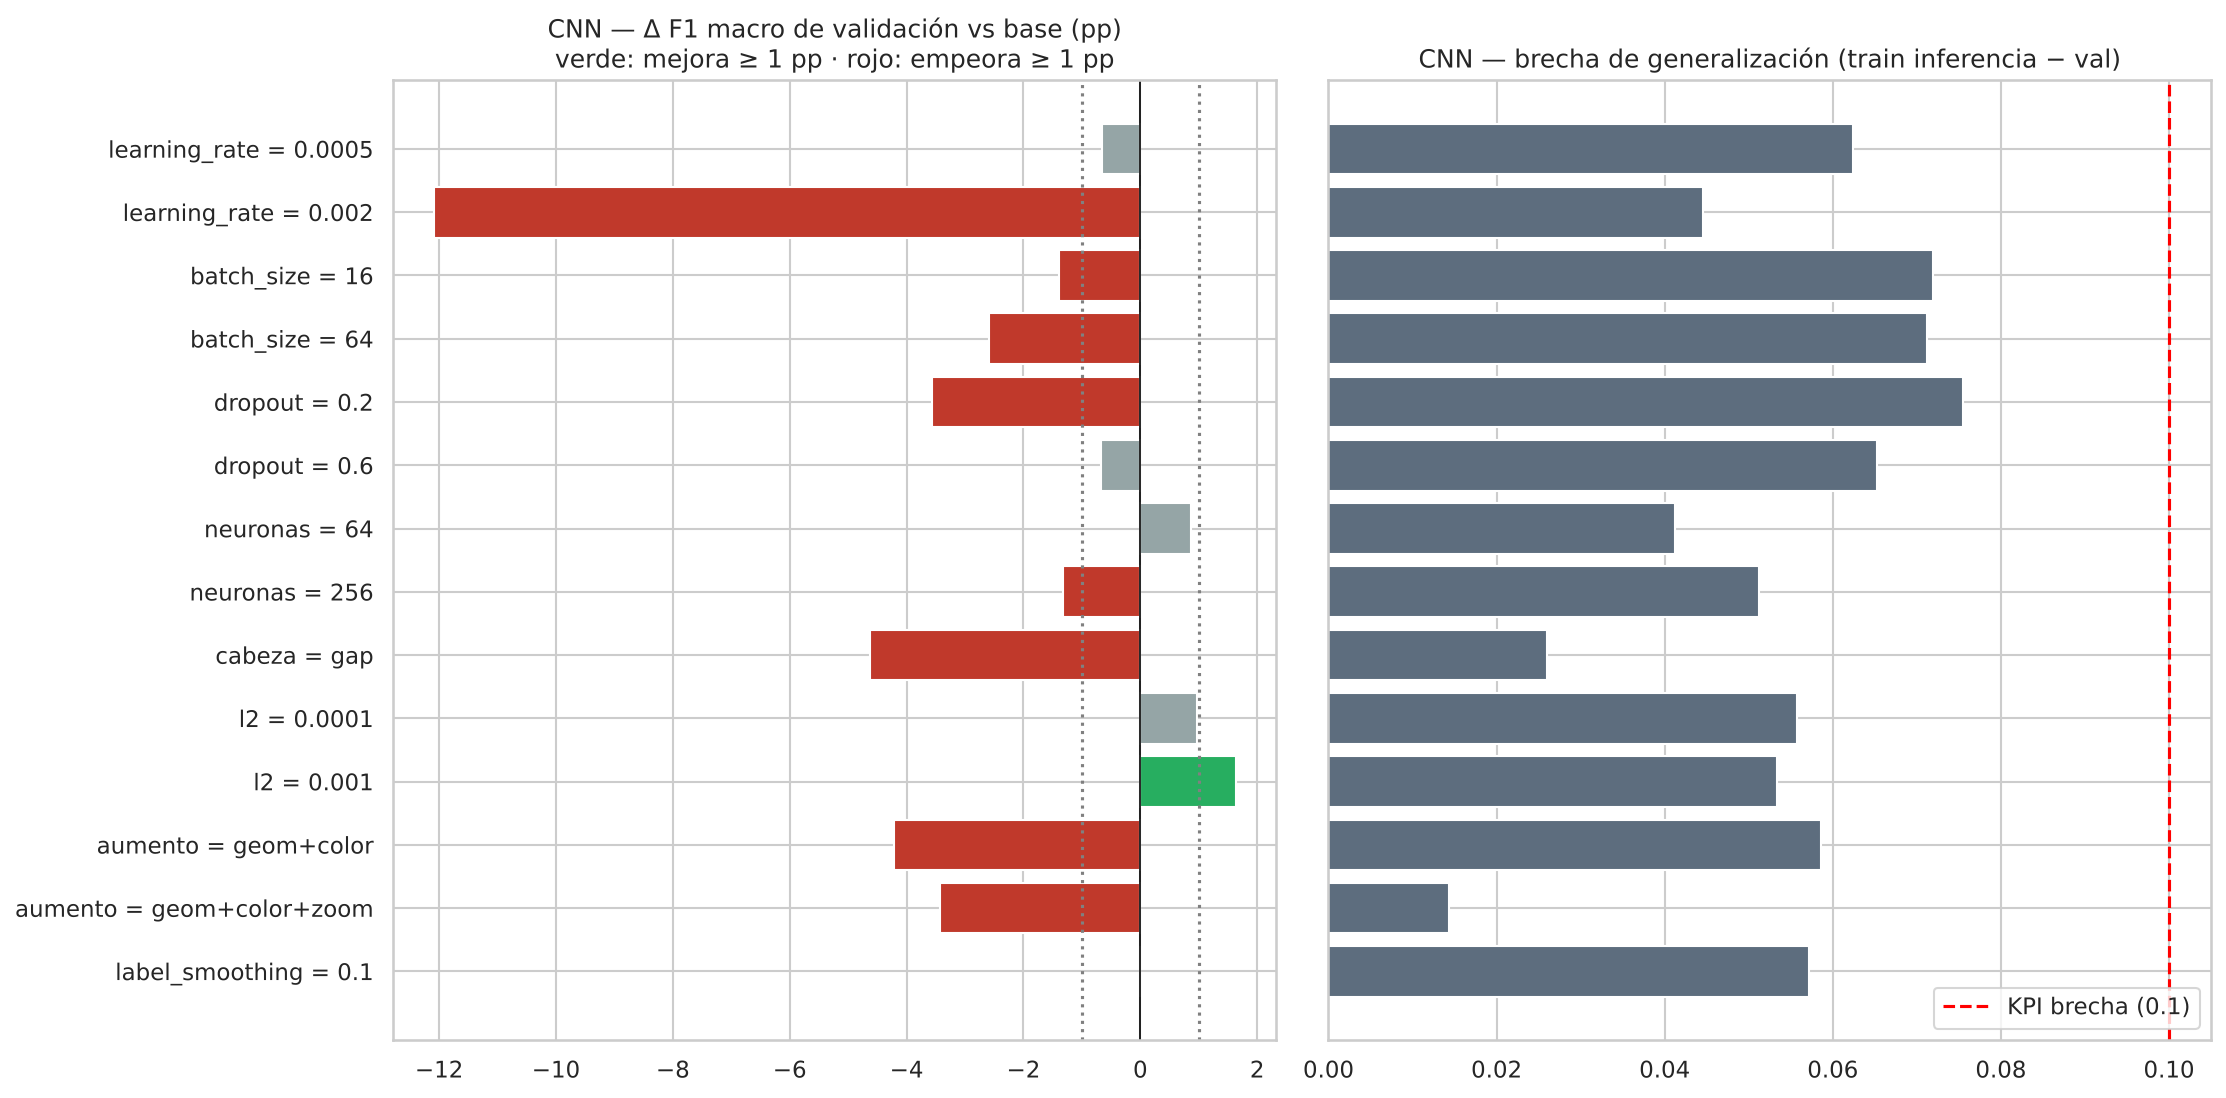 CNN — Δ F1 macro de validación vs base (pp)
verde: mejora ≥ 1 pp · rojo: empeora ≥ 1 pp
CNN — brecha de generalización (train inferencia − val)
learning_rate = 0.0005
learning_rate = 0.002
batch_size = 16
batch_size = 64
dropout = 0.2
dropout = 0.6
neuronas = 64
neuronas = 256
cabeza = gap
l2 = 0.0001
l2 = 0.001
aumento = geom+color
aumento = geom+color+zoom
label_smoothing = 0.1
KPI brecha (0.1)
−12 −10 −8 −6 −4 −2 0 2
0.00 0.02 0.04 0.06 0.08 0.10